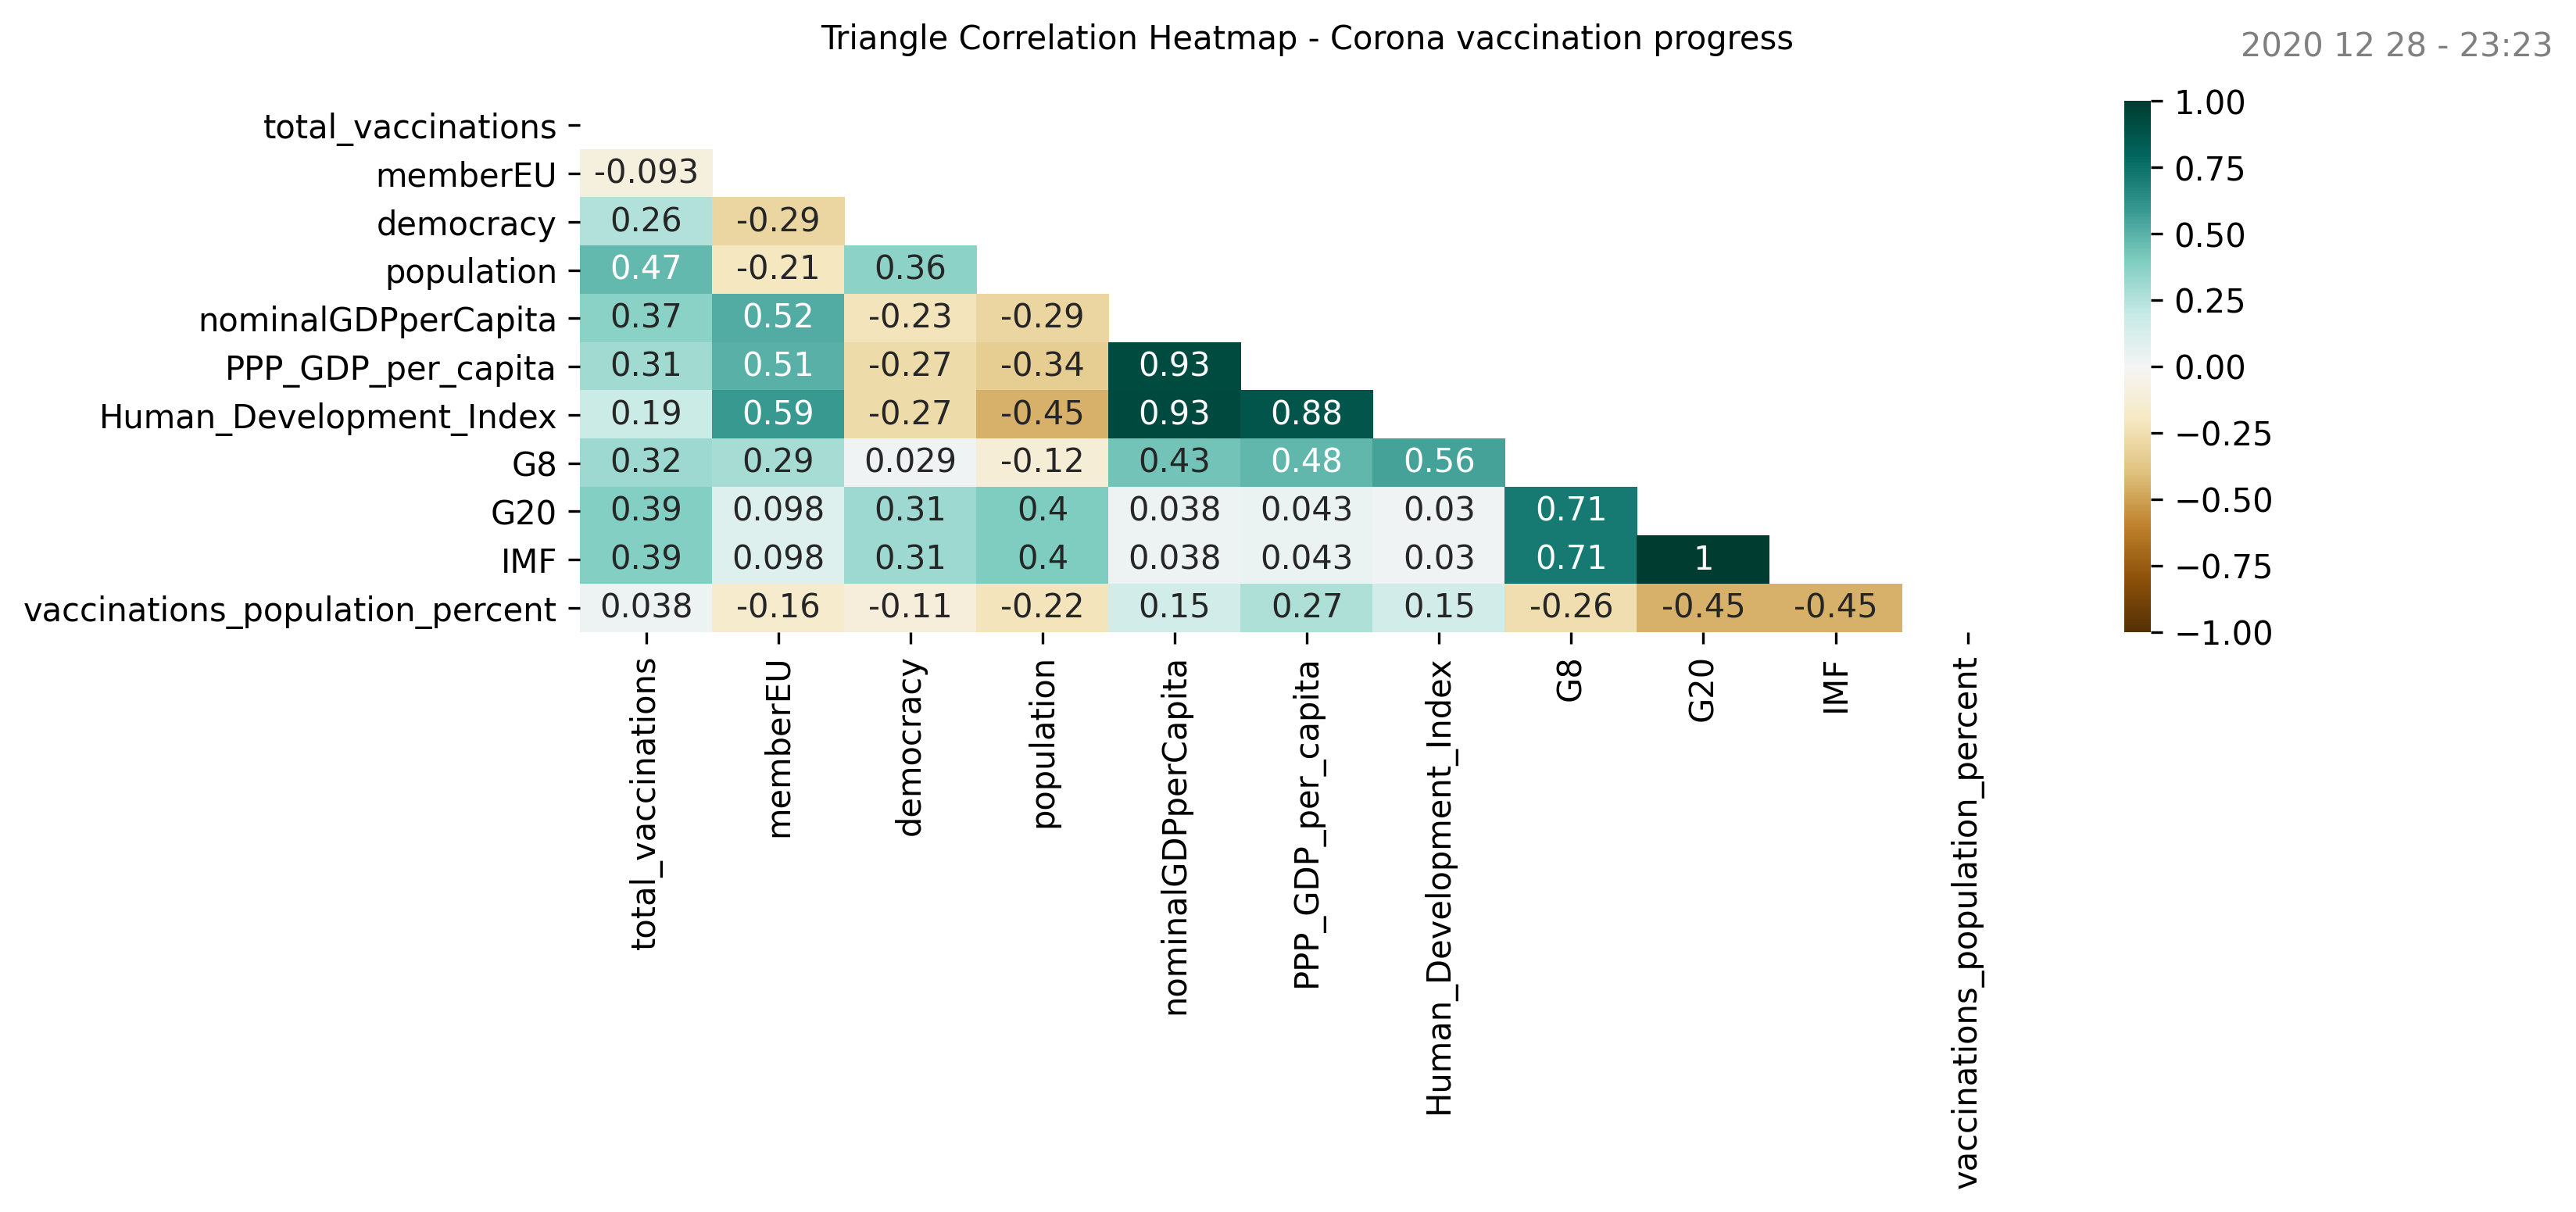 Triangle Correlation Heatmap - Corona vaccination progress
2020 12 28 - 23:23
total_vaccinations
memberEU -0.093
democracy 0.26 -0.29
population 0.47 -0.21 0.36
nominalGDPperCapita 0.37 0.52 -0.23 -0.29
PPP_GDP_per_capita 0.31 0.51 -0.27 -0.34 0.93
Human_Development_Index 0.19 0.59 -0.27 -0.45 0.93 0.88
G8 0.32 0.29 0.029 -0.12 0.43 0.48 0.56
G20 0.39 0.098 0.31 0.4 0.038 0.043 0.03 0.71
IMF 0.39 0.098 0.31 0.4 0.038 0.043 0.03 0.71 1
vaccinations_population_percent 0.038 -0.16 -0.11 -0.22 0.15 0.27 0.15 -0.26 -0.45 -0.45
total_vaccinations
memberEU
democracy
population
nominalGDPperCapita
PPP_GDP_per_capita
Human_Development_Index
G8
G20
IMF
vaccinations_population_percent
1.00
0.75
0.50
0.25
0.00
−0.25
−0.50
−0.75
−1.00